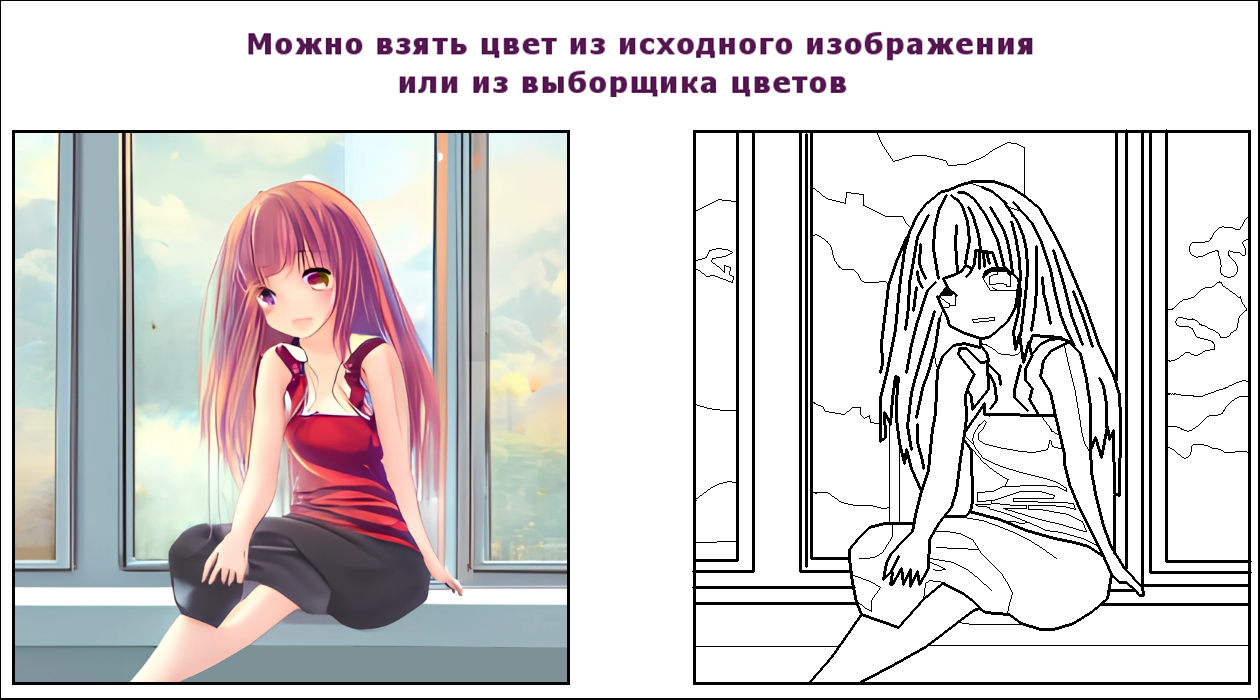 Можно взять цвет из исходного изображения
или из выборщика цветов